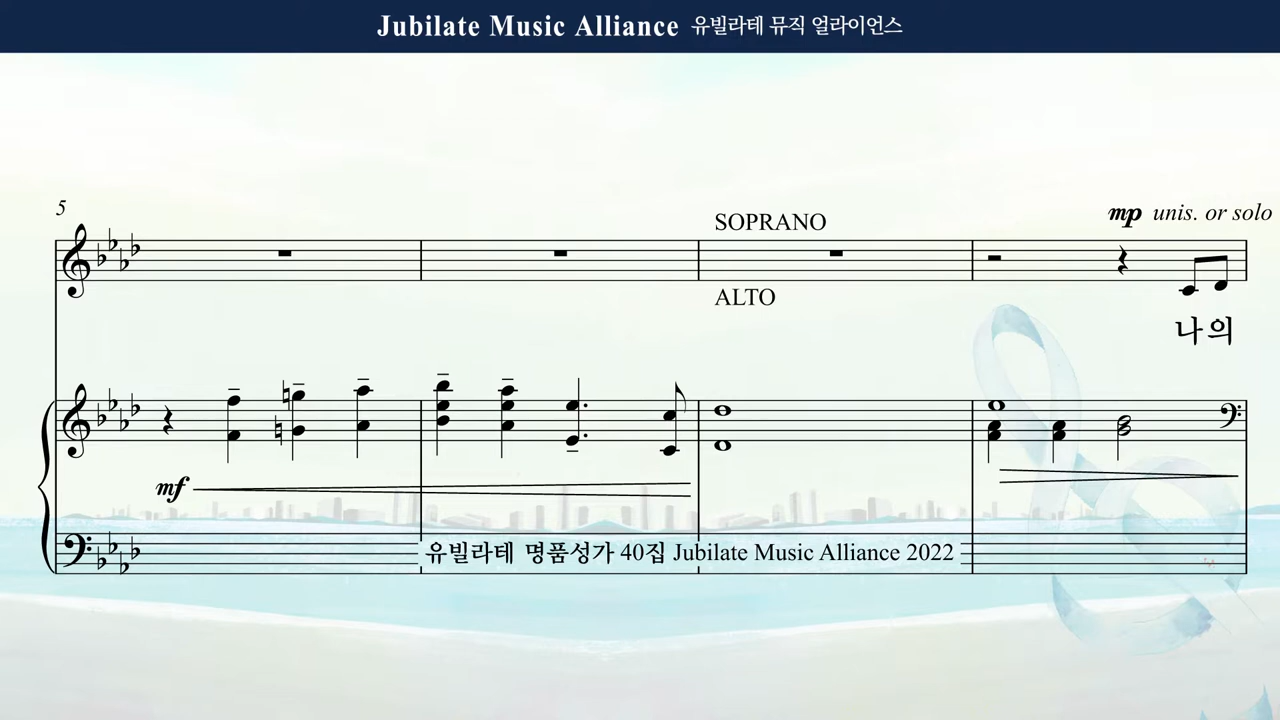 Jubilate Music Alliance 유빌라테 뮤직 얼라이언스
5
SOPRANO
mp unis. or solo
ALTO
나의
mf
유빌라테 명품성가 40집 Jubilate Music Alliance 2022